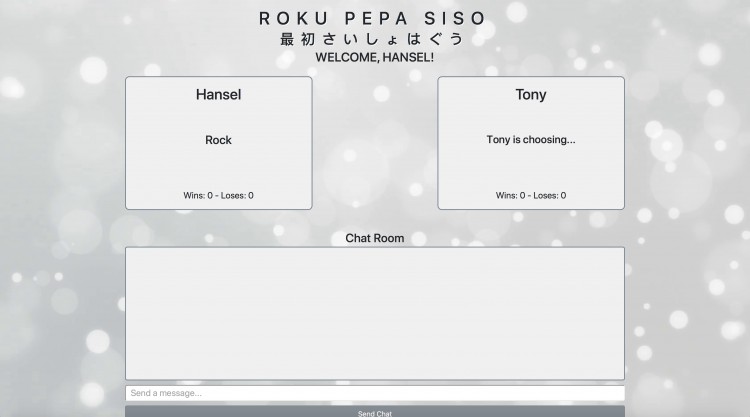 ROKU PEPA SISO
最初さいしょはぐう
WELCOME, HANSEL!
Hansel
Rock
Wins: 0 - Loses: 0
Tony
Tony is choosing...
Wins: 0 - Loses: 0
Chat Room
Send a message...
Send Chat